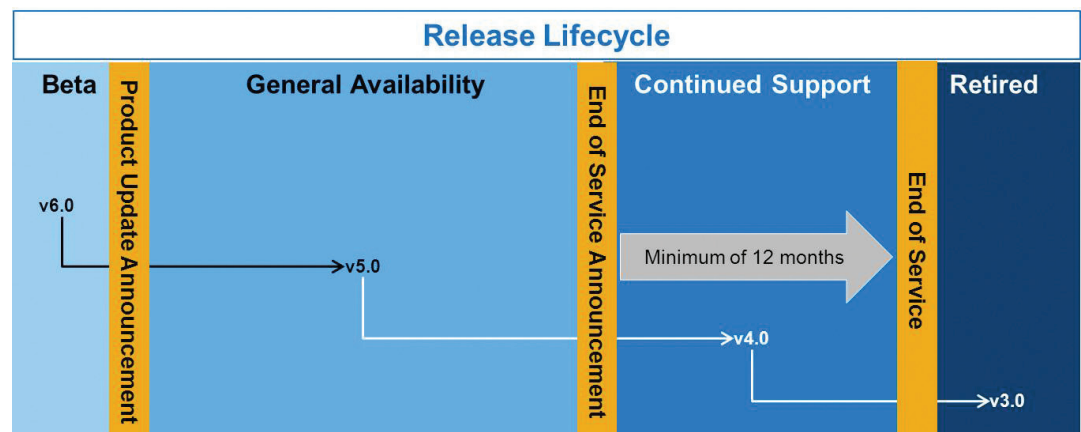 Release Lifecycle
Beta
Product Update Announcement
General Availability
End of Service Announcement
Continued Support
End of Service
Retired
v6.0
v5.0
Minimum of 12 months
v4.0
v3.0